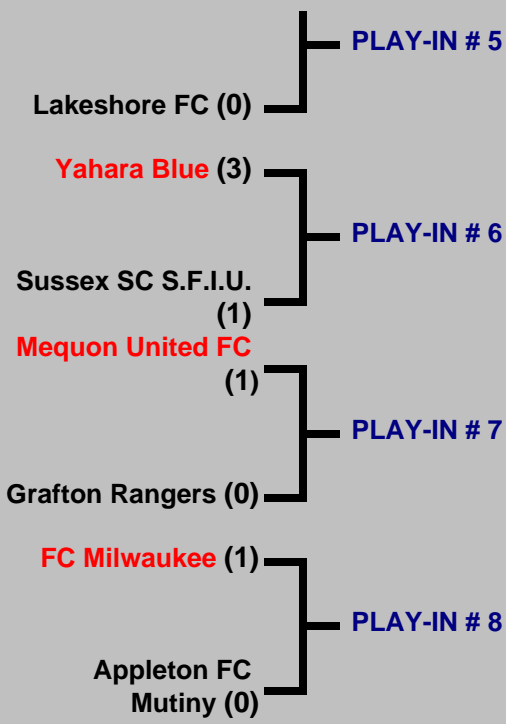 PLAY-IN # 5
Lakeshore FC (0)
Yahara Blue (3)
PLAY-IN # 6
Sussex SC S.F.I.U.
(1)
Mequon United FC
(1)
PLAY-IN # 7
Grafton Rangers (0)
FC Milwaukee (1)
PLAY-IN # 8
Appleton FC
Mutiny (0)